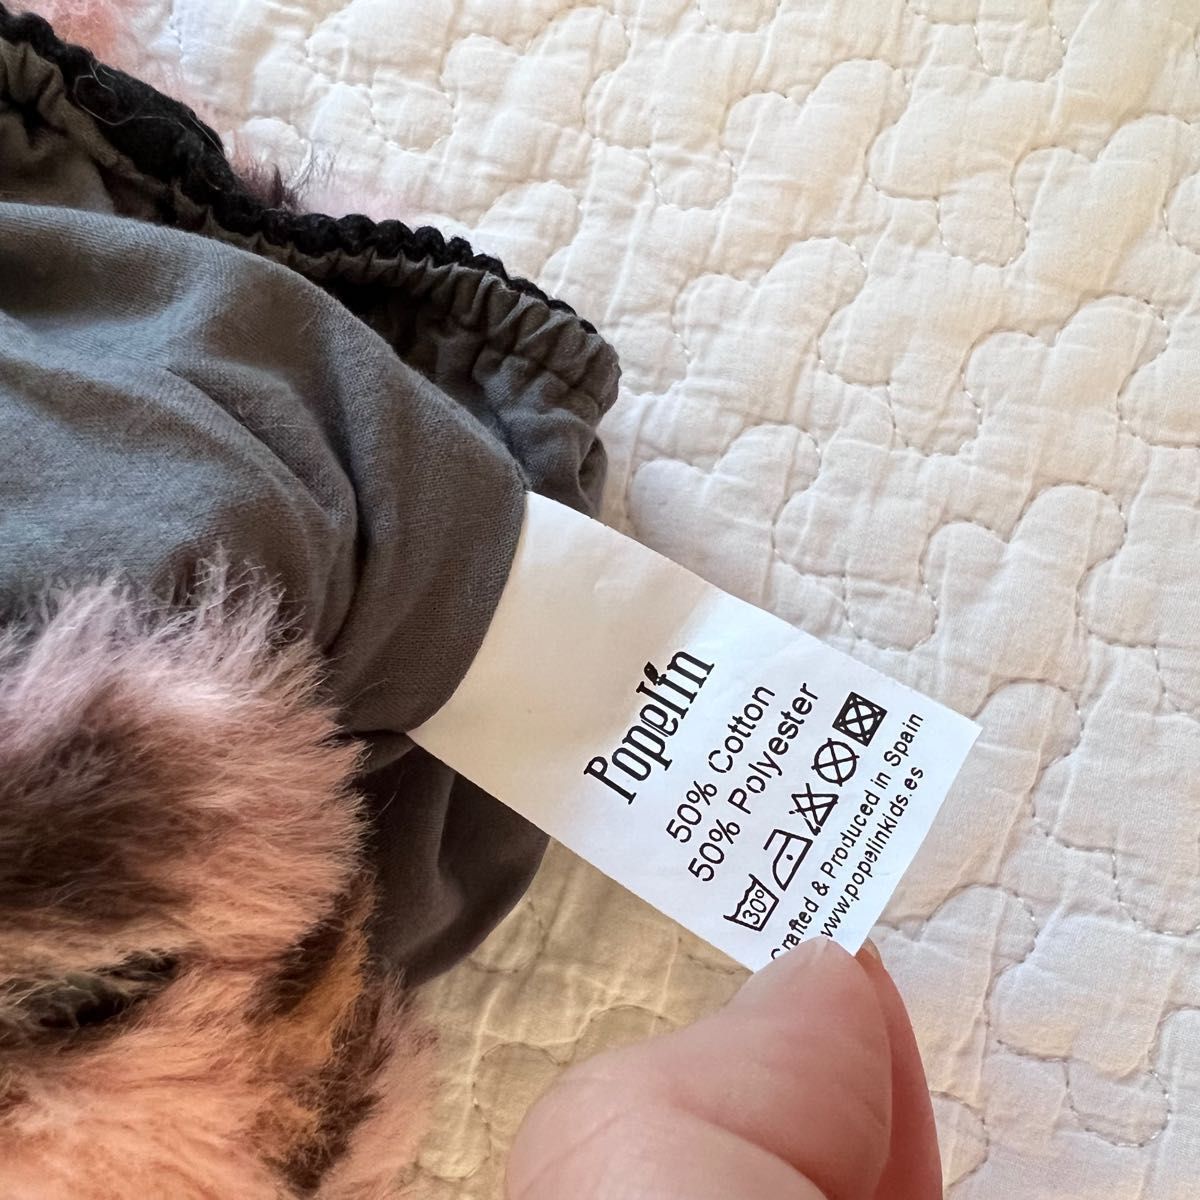 Popelin
50% Cotton
50% Polyester
30°
Crafted & Produced in Spain
www.popelinkids.es